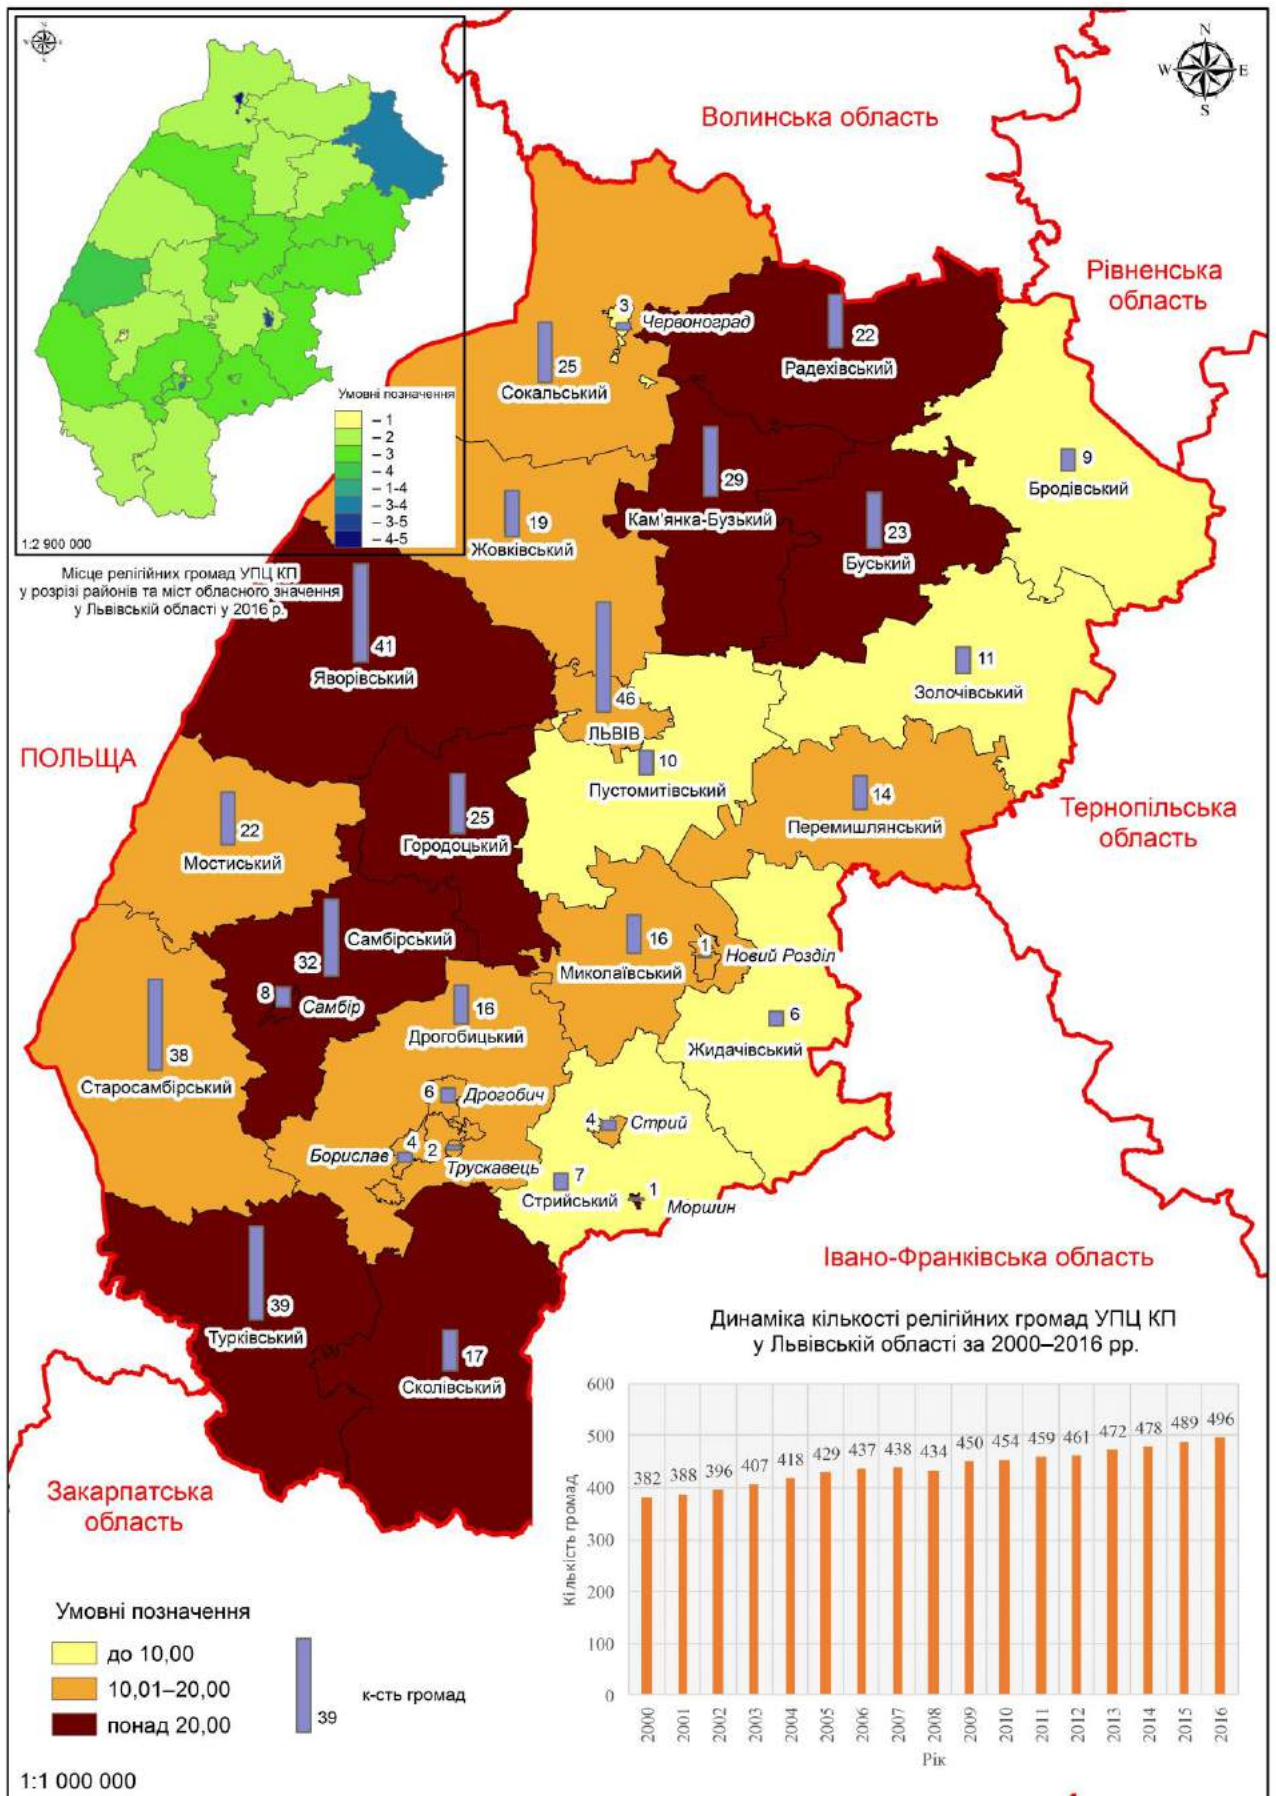 N
W E
S
Волинська область
Рівненська
область
Умовні позначення
– 1
– 2
– 3
– 4
– 1-4
– 3-4
– 3-5
– 4-5
1:2 900 000
Місце релігійних громад УПЦ КП
у розрізі районів та міст обласного значення
у Львівській області у 2016 р.
3
Червоноград
25
Сокальський
22
Радехівський
9
Бродівський
29
Кам'янка-Бузький
19
Жовківський
23
Буський
41
Яворівський
11
Золочівський
46
ЛЬВІВ
ПОЛЬЩА
10
Пустомитівський
14
Перемишлянський
Тернопільська
область
22
Мостиський
25
Городоцький
32
Самбірський
8
Самбір
16
Миколаївський
1
Новий Розділ
16
Дрогобицький
6
Жидачівський
38
Старосамбірський
6
Дрогобич
4
Стрий
4
Борислав
2
Трускавець
7
Стрийський
1
Моршин
Івано-Франківська область
39
Турківський
17
Сколівський
Закарпатська
область
Динаміка кількості релігійних громад УПЦ КП
у Львівській області за 2000–2016 рр.
Кількість громад
600
500
400
300
200
100
0
382 388 396 407 418 429 437 438 434 450 454 459 461 472 478 489 496
2000 2001 2002 2003 2004 2005 2006 2007 2008 2009 2010 2011 2012 2013 2014 2015 2016
Рік
Умовні позначення
до 10,00
10,01–20,00
понад 20,00
39
к-сть громад
1:1 000 000